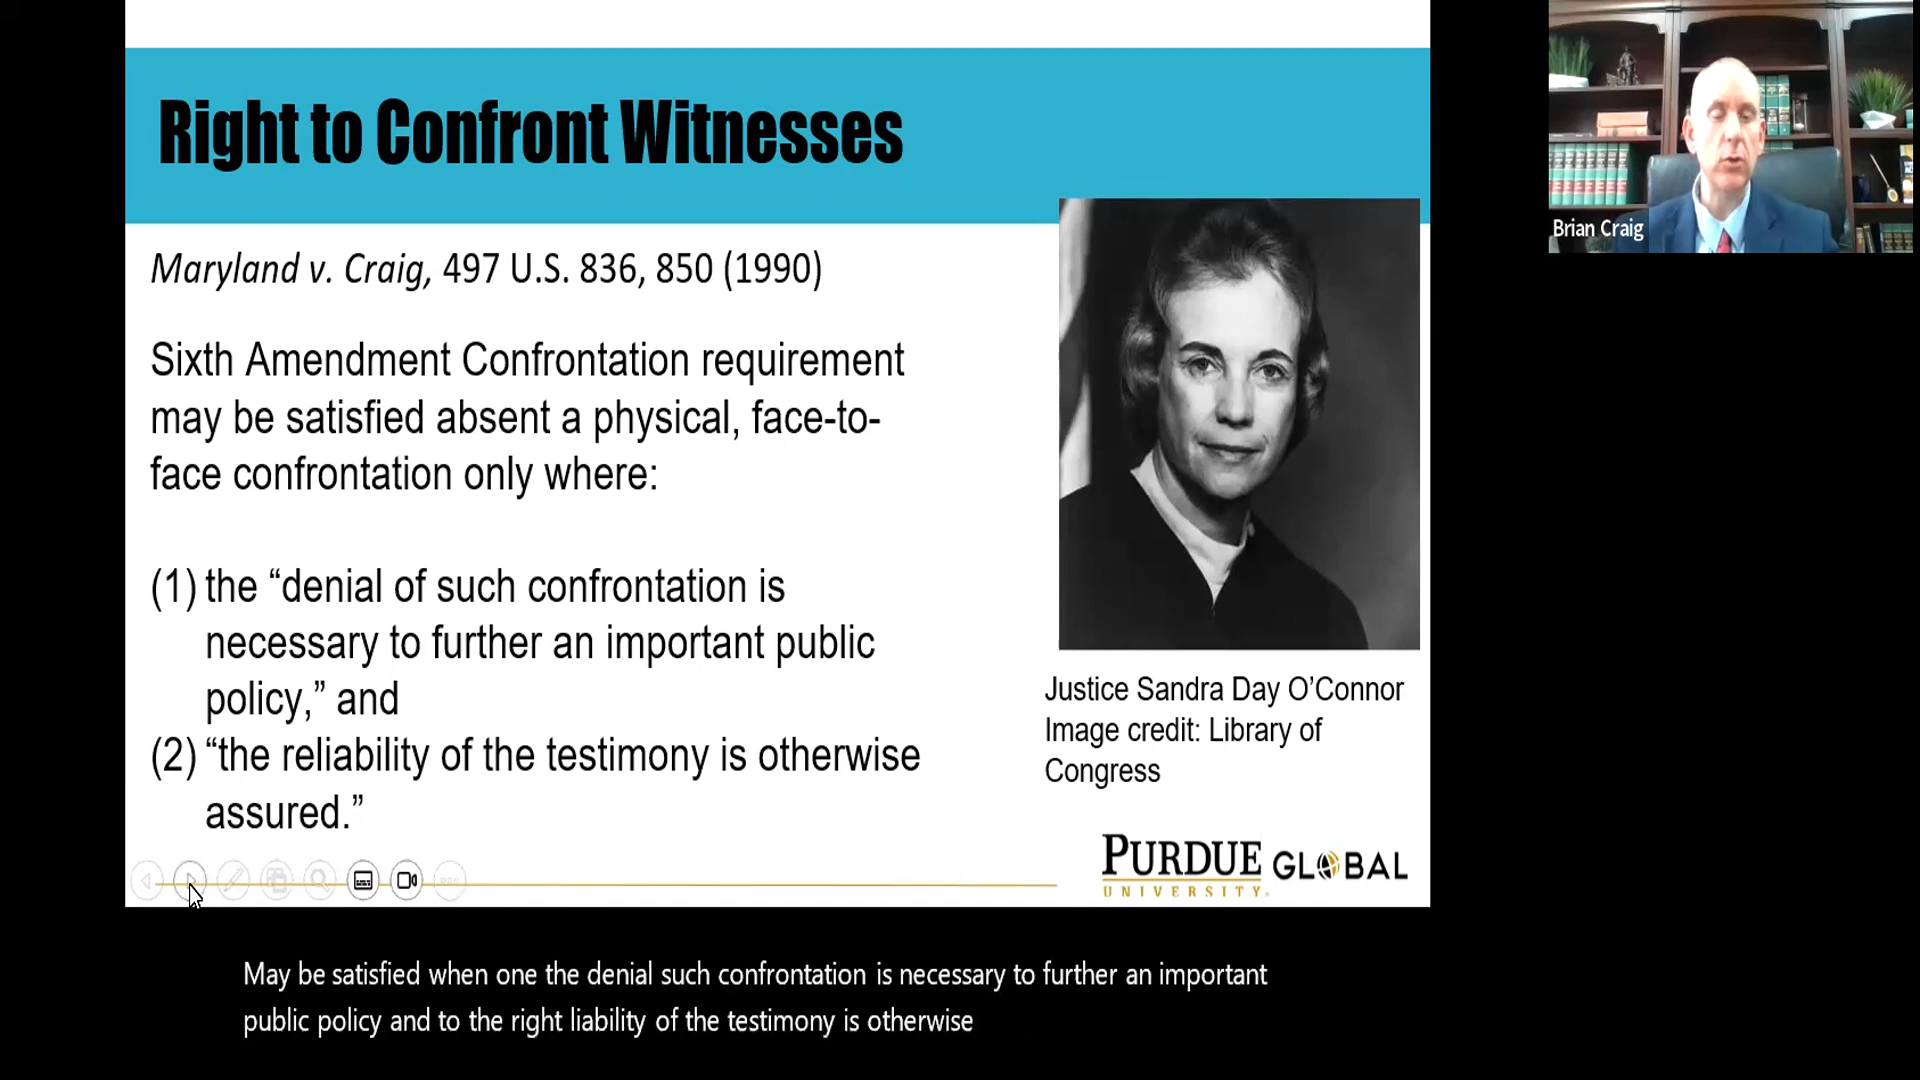 Right to Confront Witnesses
Maryland v. Craig, 497 U.S. 836, 850 (1990)
Sixth Amendment Confrontation requirement
may be satisfied absent a physical, face-to-
face confrontation only where:
(1) the “denial of such confrontation is
necessary to further an important public
policy,” and
(2) “the reliability of the testimony is otherwise
assured.”
Justice Sandra Day O’Connor
Image credit: Library of
Congress
PURDUE GLOBAL
UNIVERSITY
Brian Craig
May be satisfied when one the denial such confrontation is necessary to further an important
public policy and to the right liability of the testimony is otherwise